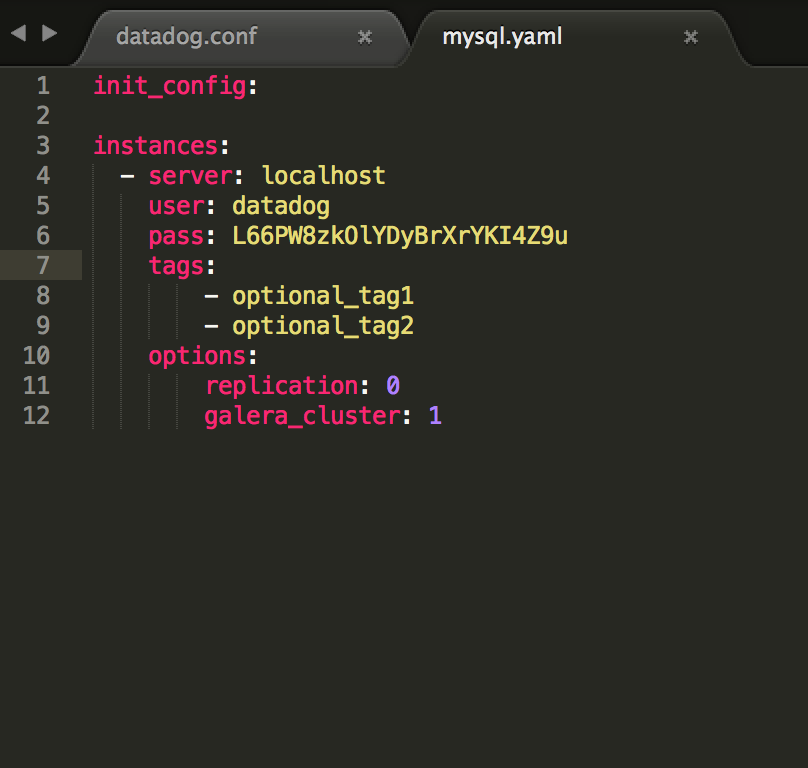 datadog.conf
mysql.yaml
1 init_config:
2
3 instances:
4 - server: localhost
5 user: datadog
6 pass: L66PW8zkOlYDyBrXrYKI4Z9u
7 tags:
8 - optional_tag1
9 - optional_tag2
10 options:
11 replication: 0
12 galera_cluster: 1